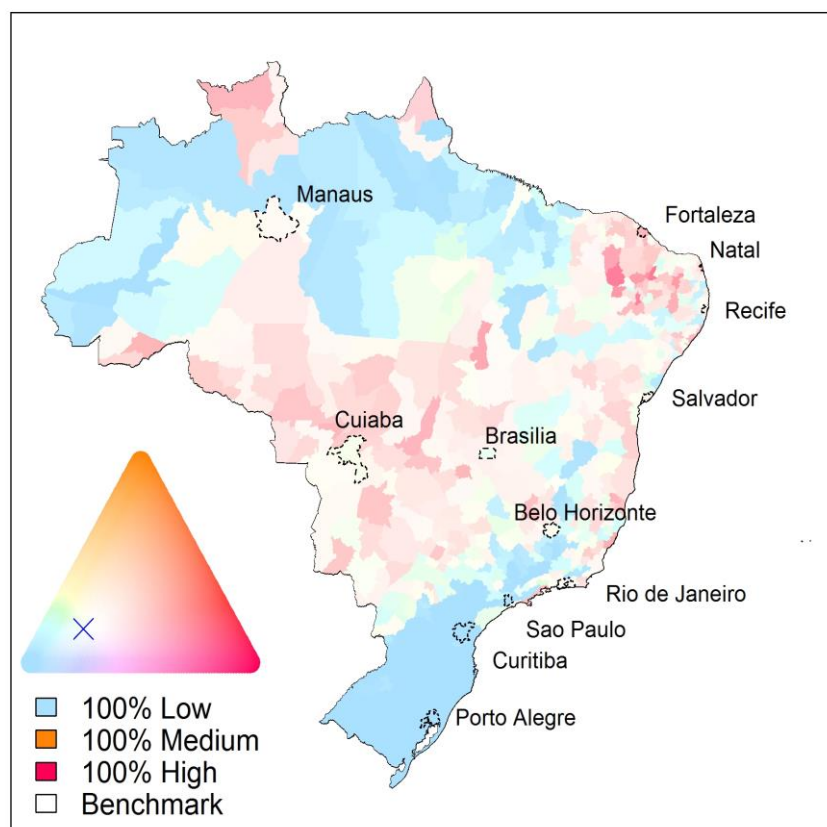 Manaus
Fortaleza
Natal
Recife
Salvador
Cuiaba
Brasilia
Belo Horizonte
Rio de Janeiro
Sao Paulo
Curitiba
Porto Alegre
100% Low
100% Medium
100% High
Benchmark